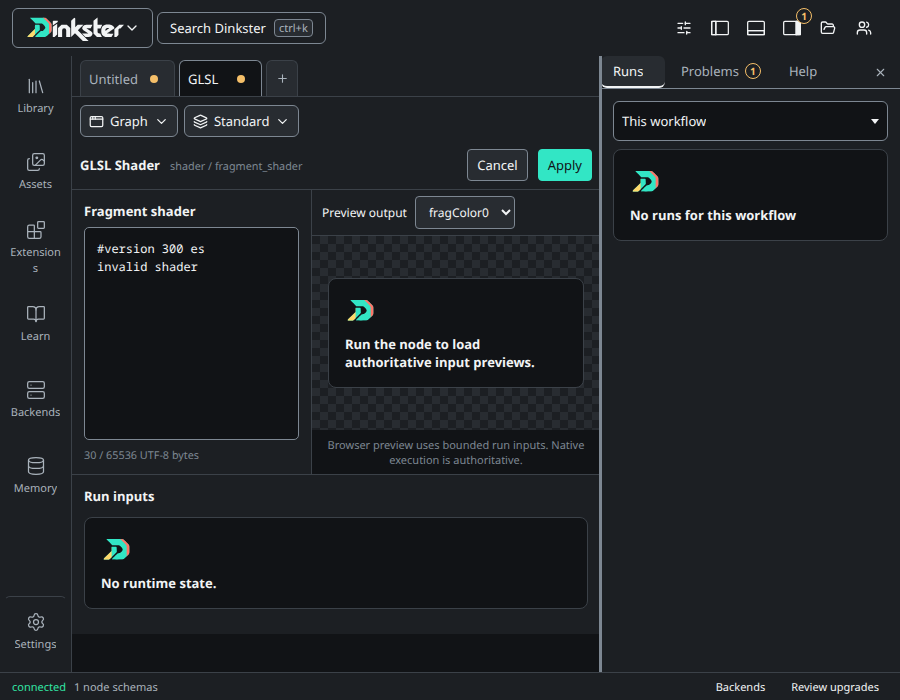 Dinkster
Search Dinkster ctrl+k
1
Library
Assets
Extension
s
Learn
Backends
Memory
Settings
Untitled
GLSL
+
Graph
Standard
GLSL Shader shader / fragment_shader
Cancel
Apply
Fragment shader
#version 300 es
invalid shader
30 / 65536 UTF-8 bytes
Preview output fragColor0
Run the node to load
authoritative input previews.
Browser preview uses bounded run inputs. Native
execution is authoritative.
Run inputs
No runtime state.
Runs
Problems 1
Help
This workflow
No runs for this workflow
connected 1 node schemas
Backends
Review upgrades